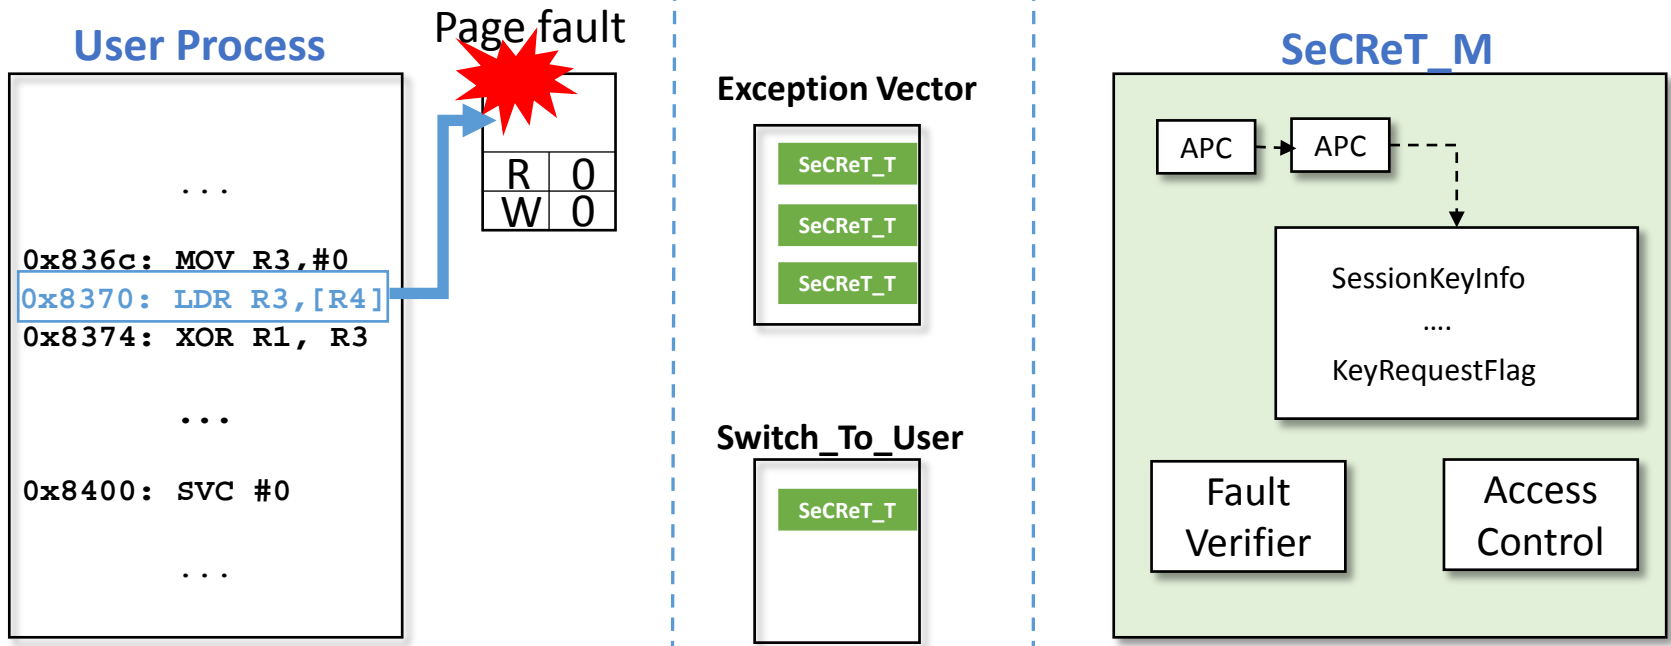 User Process
Page fault
R 0
W 0
. . .
0x836c: MOV R3,#0
0x8370: LDR R3,[R4]
0x8374: XOR R1, R3
...
0x8400: SVC #0
. . .
Exception Vector
SeCReT_T
SeCReT_T
SeCReT_T
Switch_To_User
SeCReT_T
SeCReT_M
APC
APC
SessionKeyInfo
....
KeyRequestFlag
Fault
Verifier
Access
Control